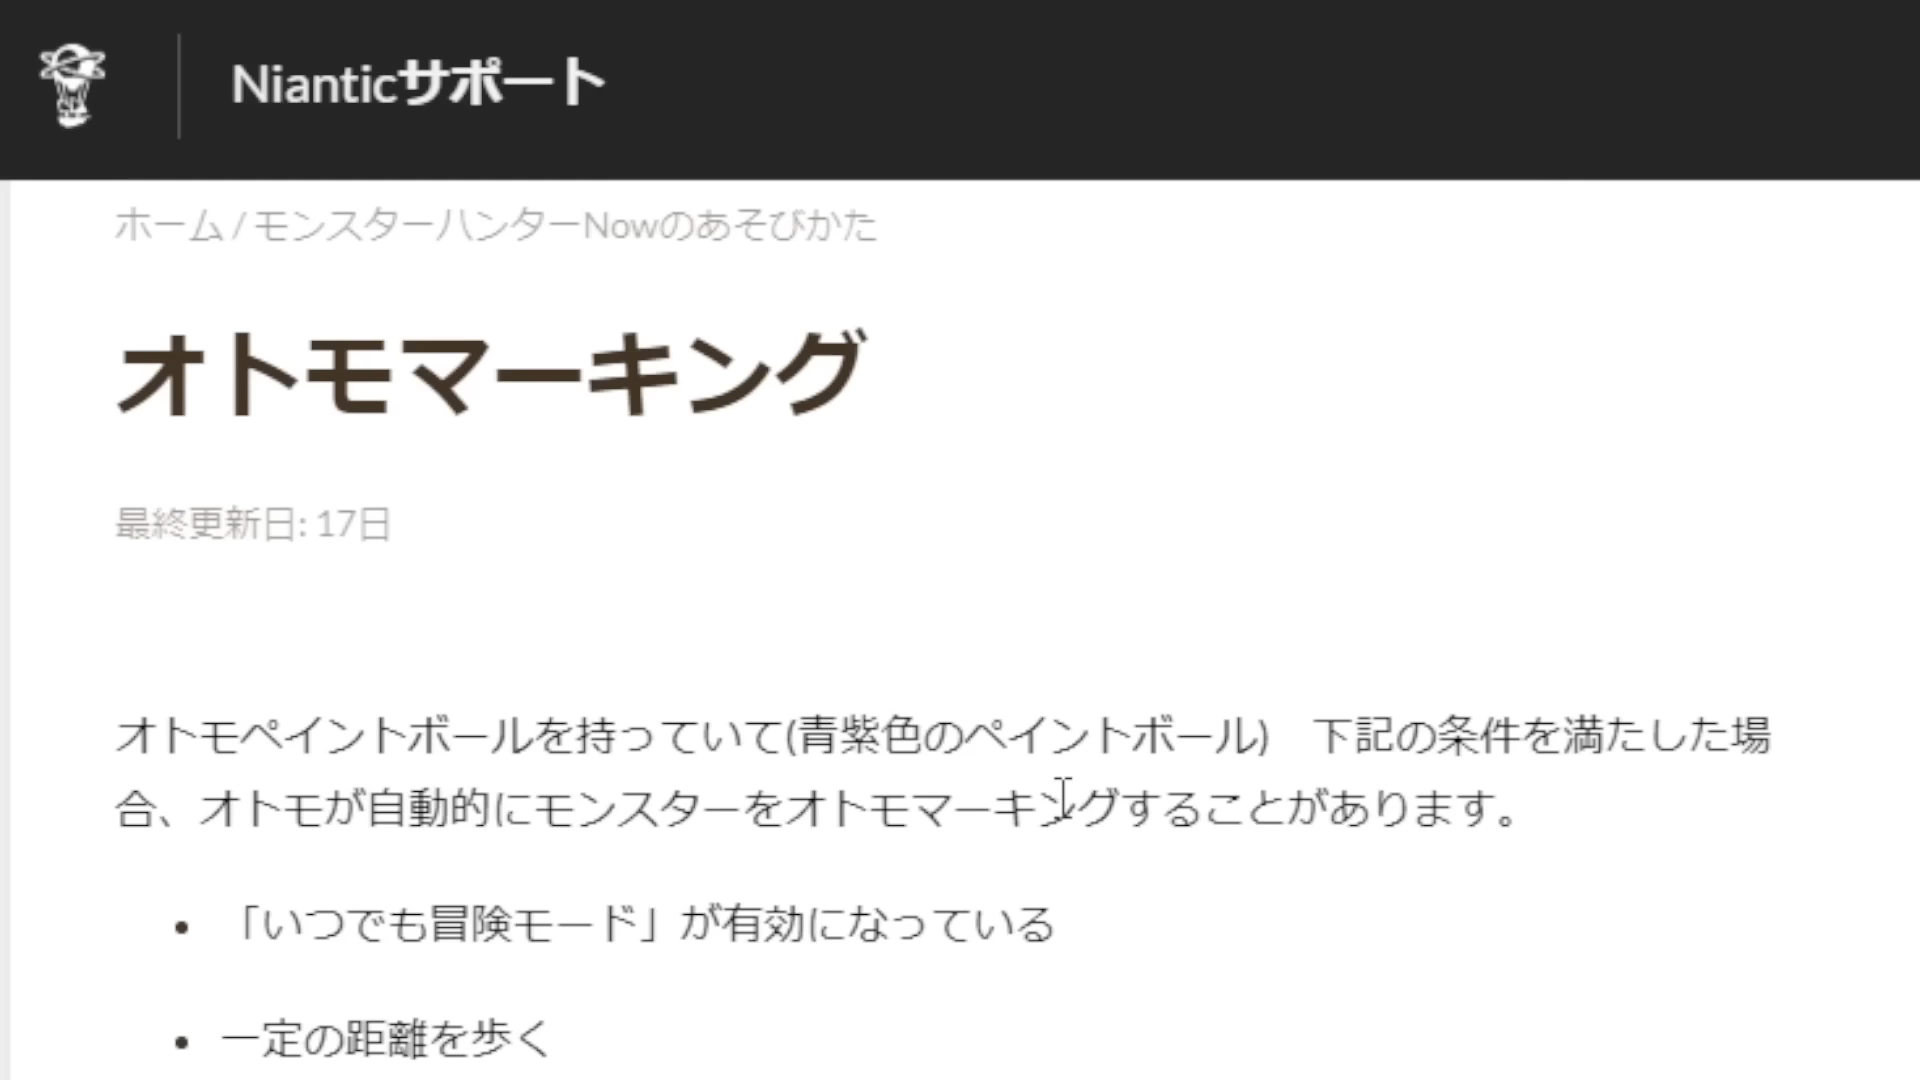 Nianticサポート
ホーム / モンスターハンターNowのあそびかた
オトモマーキング
最終更新日: 17日
オトモペイントボールを持っていて(青紫色のペイントボール)　下記の条件を満たした場
合、オトモが自動的にモンスターをオトモマーキングすることがあります。
• 「いつでも冒険モード」が有効になっている
• 一定の距離を歩く